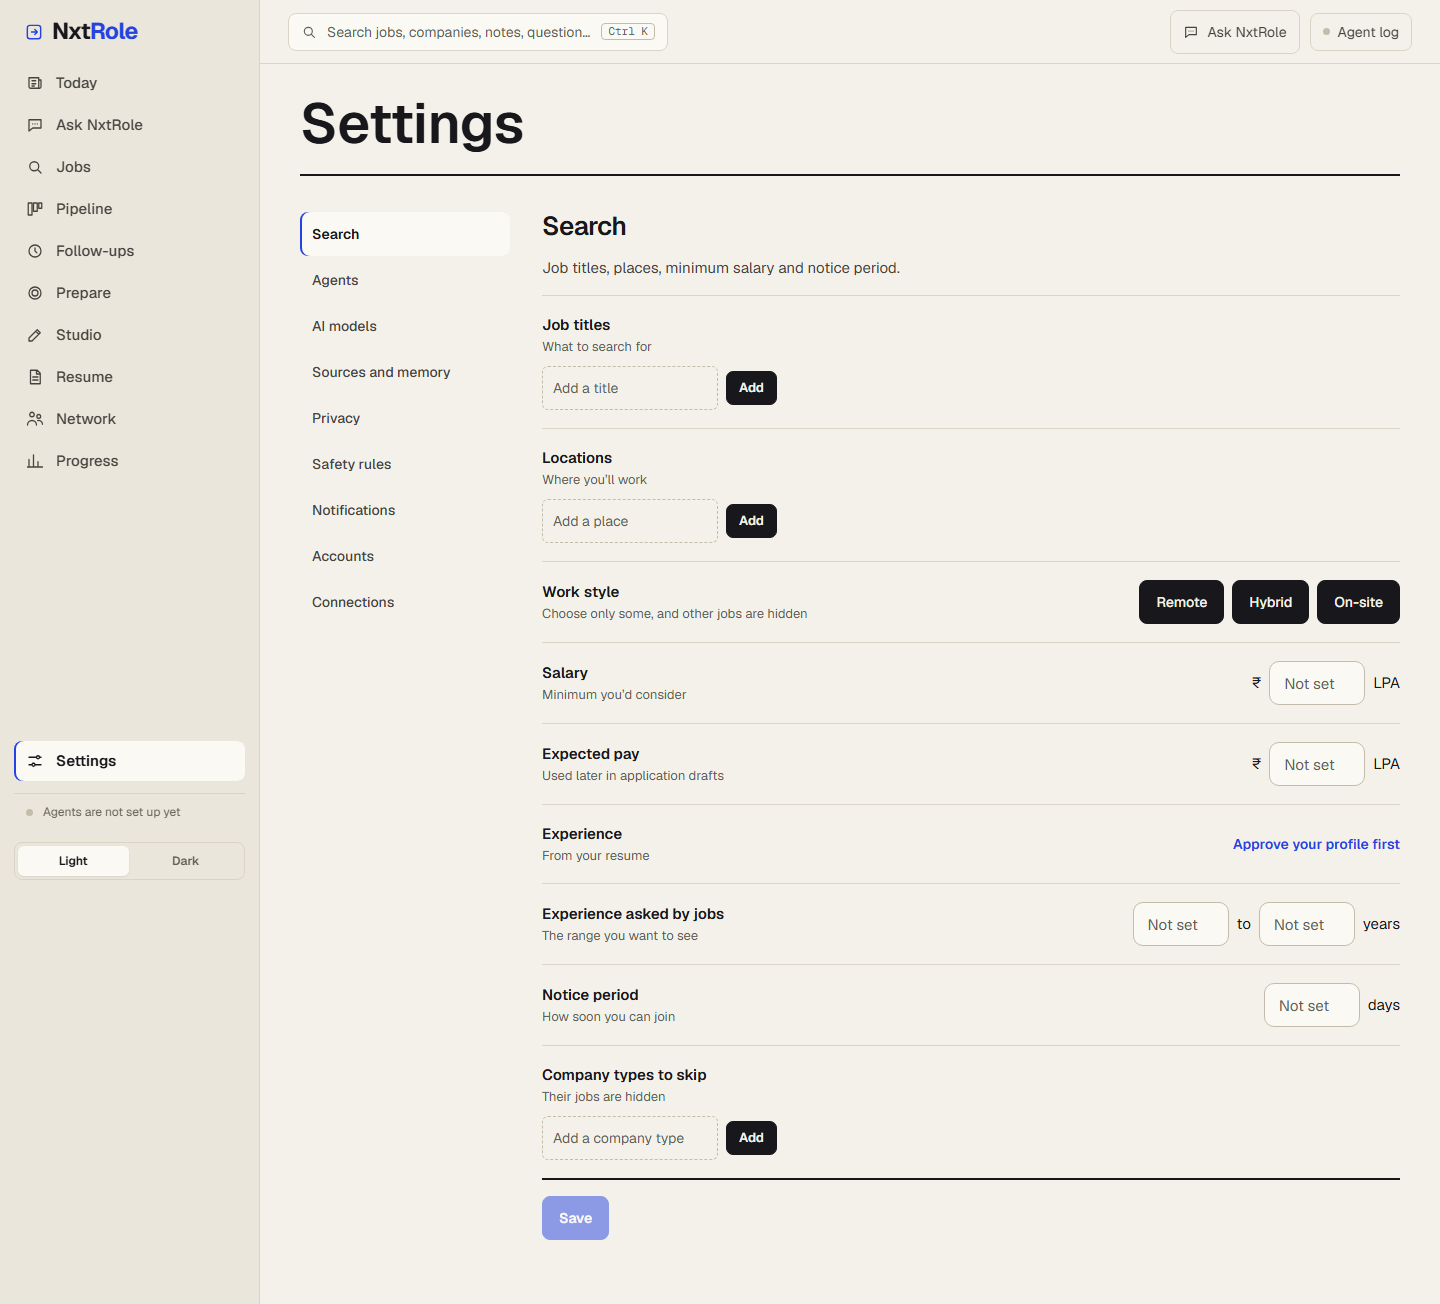 NxtRole
Search jobs, companies, notes, question... Ctrl K
Ask NxtRole
Agent log
Today
Ask NxtRole
Jobs
Pipeline
Follow-ups
Prepare
Studio
Resume
Network
Progress
Settings
Agents are not set up yet
Light Dark
Settings
Search
Agents
AI models
Sources and memory
Privacy
Safety rules
Notifications
Accounts
Connections
Search
Job titles, places, minimum salary and notice period.
Job titles
What to search for
Add a title Add
Locations
Where you'll work
Add a place Add
Work style
Choose only some, and other jobs are hidden
Remote Hybrid On-site
Salary
Minimum you'd consider
₹ Not set LPA
Expected pay
Used later in application drafts
₹ Not set LPA
Experience
From your resume
Approve your profile first
Experience asked by jobs
The range you want to see
Not set to Not set years
Notice period
How soon you can join
Not set days
Company types to skip
Their jobs are hidden
Add a company type Add
Save